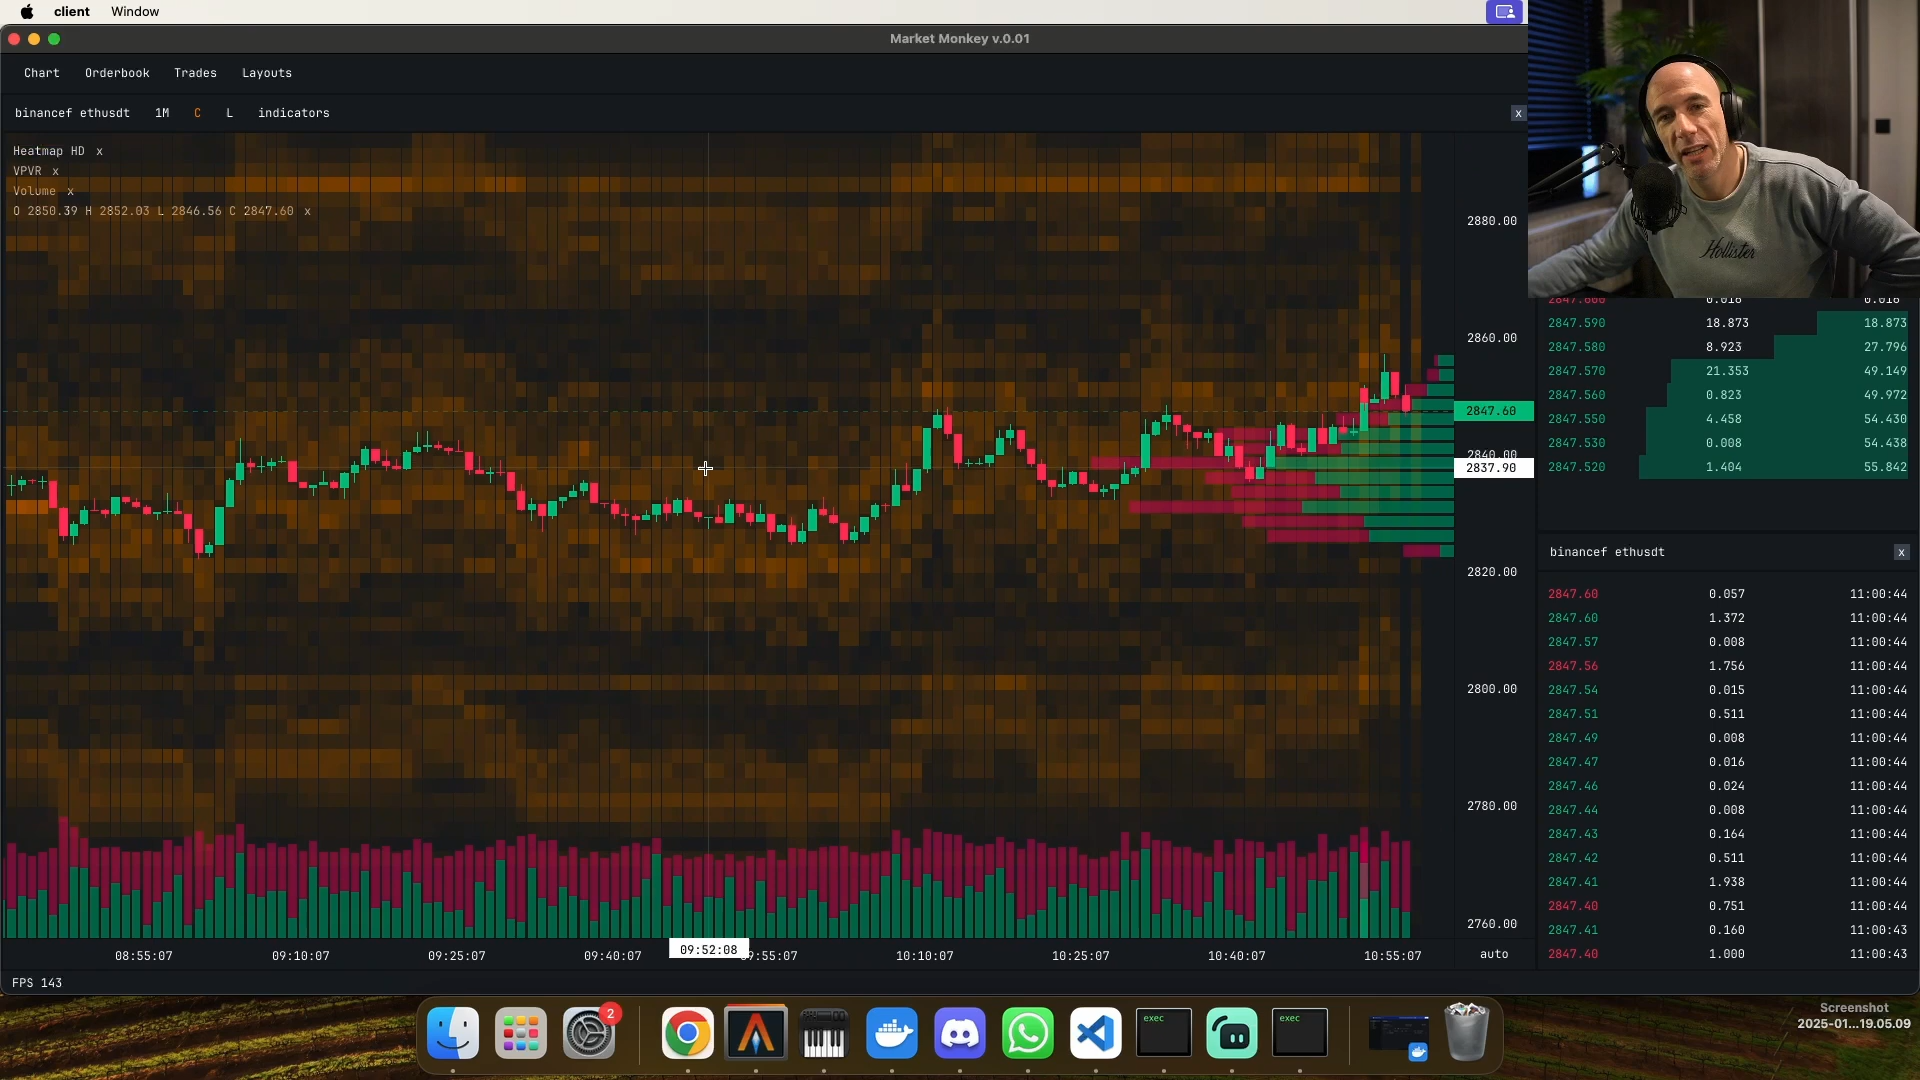 client Window
Market Monkey v.0.01
Chart Orderbook Trades Layouts
binancef ethusdt 1M C L indicators x
Heatmap HD x
VPVR x
Volume x
O 2850.39 H 2852.03 L 2846.56 C 2847.60 x
2880.00
2860.00
2847.60
2840.00
2837.90
2820.00
2800.00
2780.00
2760.00
08:55:07 09:10:07 09:25:07 09:40:07 09:52:08 9:55:07 10:10:07 10:25:07 10:40:07 10:55:07 auto
FPS 143
Hollister
2847.600 0.016 0.016
2847.590 18.873 18.873
2847.580 8.923 27.796
2847.570 21.353 49.149
2847.560 0.823 49.972
2847.550 4.458 54.430
2847.530 0.008 54.438
2847.520 1.404 55.842
binancef ethusdt x
2847.60 0.057 11:00:44
2847.60 1.372 11:00:44
2847.57 0.008 11:00:44
2847.56 1.756 11:00:44
2847.54 0.015 11:00:44
2847.51 0.511 11:00:44
2847.49 0.008 11:00:44
2847.47 0.016 11:00:44
2847.46 0.024 11:00:44
2847.44 0.008 11:00:44
2847.43 0.164 11:00:44
2847.42 0.511 11:00:44
2847.41 1.938 11:00:44
2847.40 0.751 11:00:44
2847.41 0.160 11:00:43
2847.40 1.000 11:00:43
2
exec
exec
Screenshot
2025-01...19.05.09